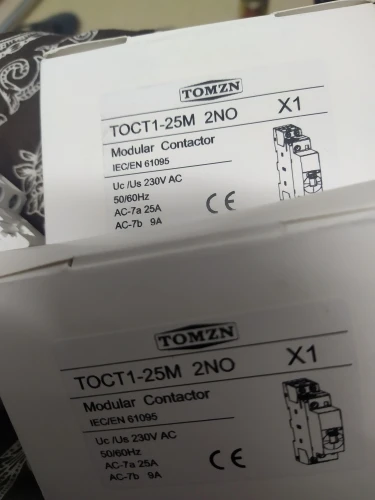 TOMZN
TOCT1-25M 2NO X1
Modular Contactor
IEC/EN 61095
Uc /Us 230V AC
50/60Hz
AC-7a 25A
AC-7b 9A
CE
TOMZN
TOCT1-25M 2NO X1
Modular Contactor
IEC/EN 61095
Uc /Us 230V AC
50/60Hz
AC-7a 25A
AC-7b 9A
CE